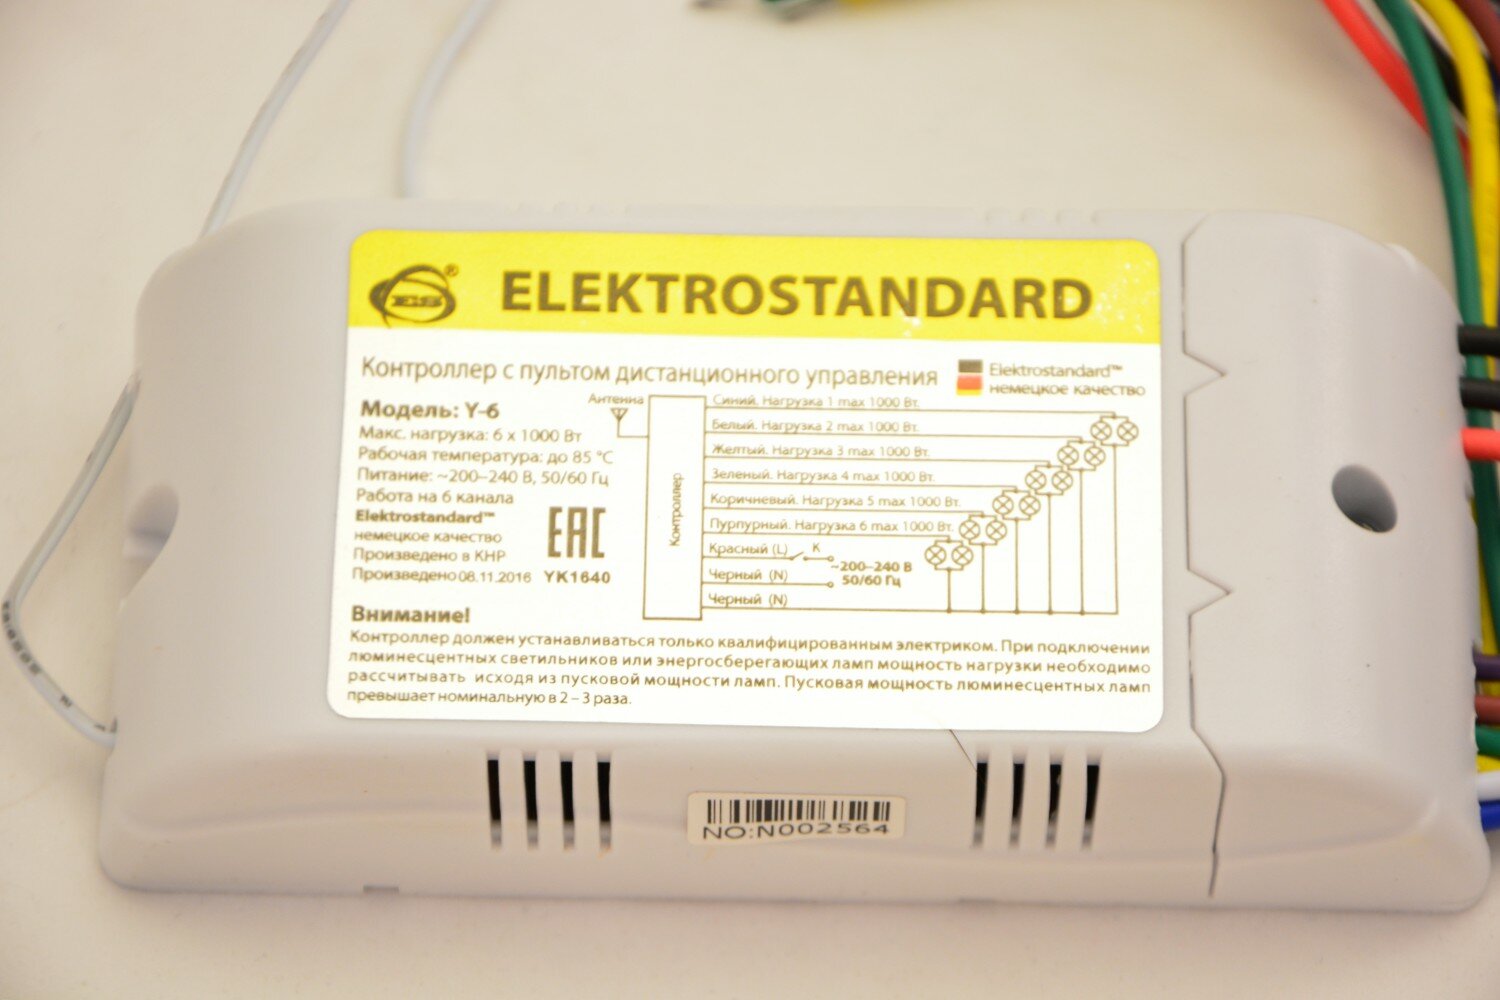 ES®
ELEKTROSTANDARD
Контроллер с пультом дистанционного управления
Elektrostandard™
немецкое качество
Модель: Y-6
Макс. нагрузка: 6 x 1000 Вт
Рабочая температура: до 85 °C
Питание: ~200–240 В, 50/60 Гц
Работа на 6 канала
Elektrostandard™
немецкое качество
Произведено в КНР
Произведено 08.11.2016 YK1640
EAC
Антенна
Контроллер
Синий. Нагрузка 1 max 1000 Вт.
Белый. Нагрузка 2 max 1000 Вт.
Желтый. Нагрузка 3 max 1000 Вт.
Зеленый. Нагрузка 4 max 1000 Вт.
Коричневый. Нагрузка 5 max 1000 Вт.
Пурпурный. Нагрузка 6 max 1000 Вт.
Красный (L) K
~200–240 В
Черный (N) 50/60 Гц
Черный (N)
Внимание!
Контроллер должен устанавливаться только квалифицированным электриком. При подключении
люминесцентных светильников или энергосберегающих ламп мощность нагрузки необходимо
рассчитывать исходя из пусковой мощности ламп. Пусковая мощность люминесцентных ламп
превышает номинальную в 2 – 3 раза.
NO:N002564